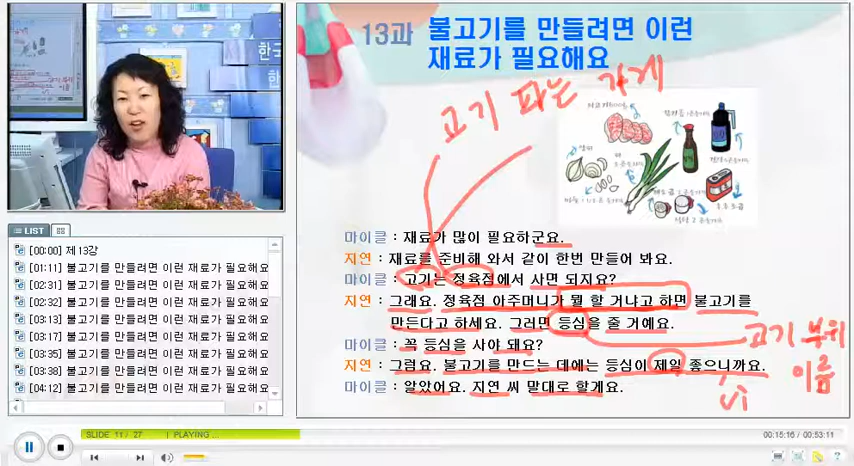 13과 불고기를 만들려면 이런
재료가 필요해요
고기 파는 가게
마이클 : 재료가 많이 필요하군요.
지연 : 재료를 준비해 와서 같이 한번 만들어 봐요.
마이클 : 고기는 정육점에서 사면 되지요?
지연 : 그래요. 정육점 아주머니가 뭘 할 거냐고 하면 불고기를
만든다고 하세요. 그러면 등심을 줄 거예요.
고기 부위
이름
마이클 : 꼭 등심을 사야 돼요?
지연 : 그럼요. 불고기를 만드는 데에는 등심이 제일 좋으니까요.
마이클 : 알았어요. 지연 씨 말대로 할게요.
LIST
[00:00] 제 13강
[01:11] 불고기를 만들려면 이런 재료가 필요해요
[02:31] 불고기를 만들려면 이런 재료가 필요해요
[02:32] 불고기를 만들려면 이런 재료가 필요해요
[03:13] 불고기를 만들려면 이런 재료가 필요해요
[03:17] 불고기를 만들려면 이런 재료가 필요해요
[03:35] 불고기를 만들려면 이런 재료가 필요해요
[03:38] 불고기를 만들려면 이런 재료가 필요해요
[04:12] 불고기를 만들려면 이런 재료가 필요해요
SLIDE 11 / 27 | PLAYING ...
00:15:16 / 00:53:11